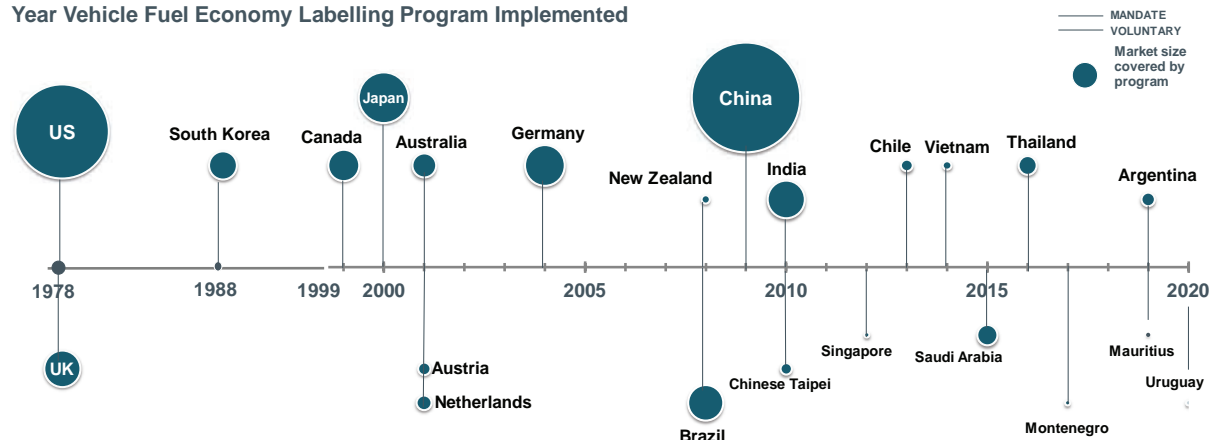 Year Vehicle Fuel Economy Labelling Program Implemented
MANDATE
VOLUNTARY
Market size
covered by
program
US
South Korea
Canada
Japan
Australia
Germany
New Zealand
China
India
Chile
Vietnam
Thailand
Argentina
1978
1988
1999
2000
2005
2010
2015
2020
UK
Austria
Netherlands
Brazil
Chinese Taipei
Singapore
Saudi Arabia
Montenegro
Mauritius
Uruguay